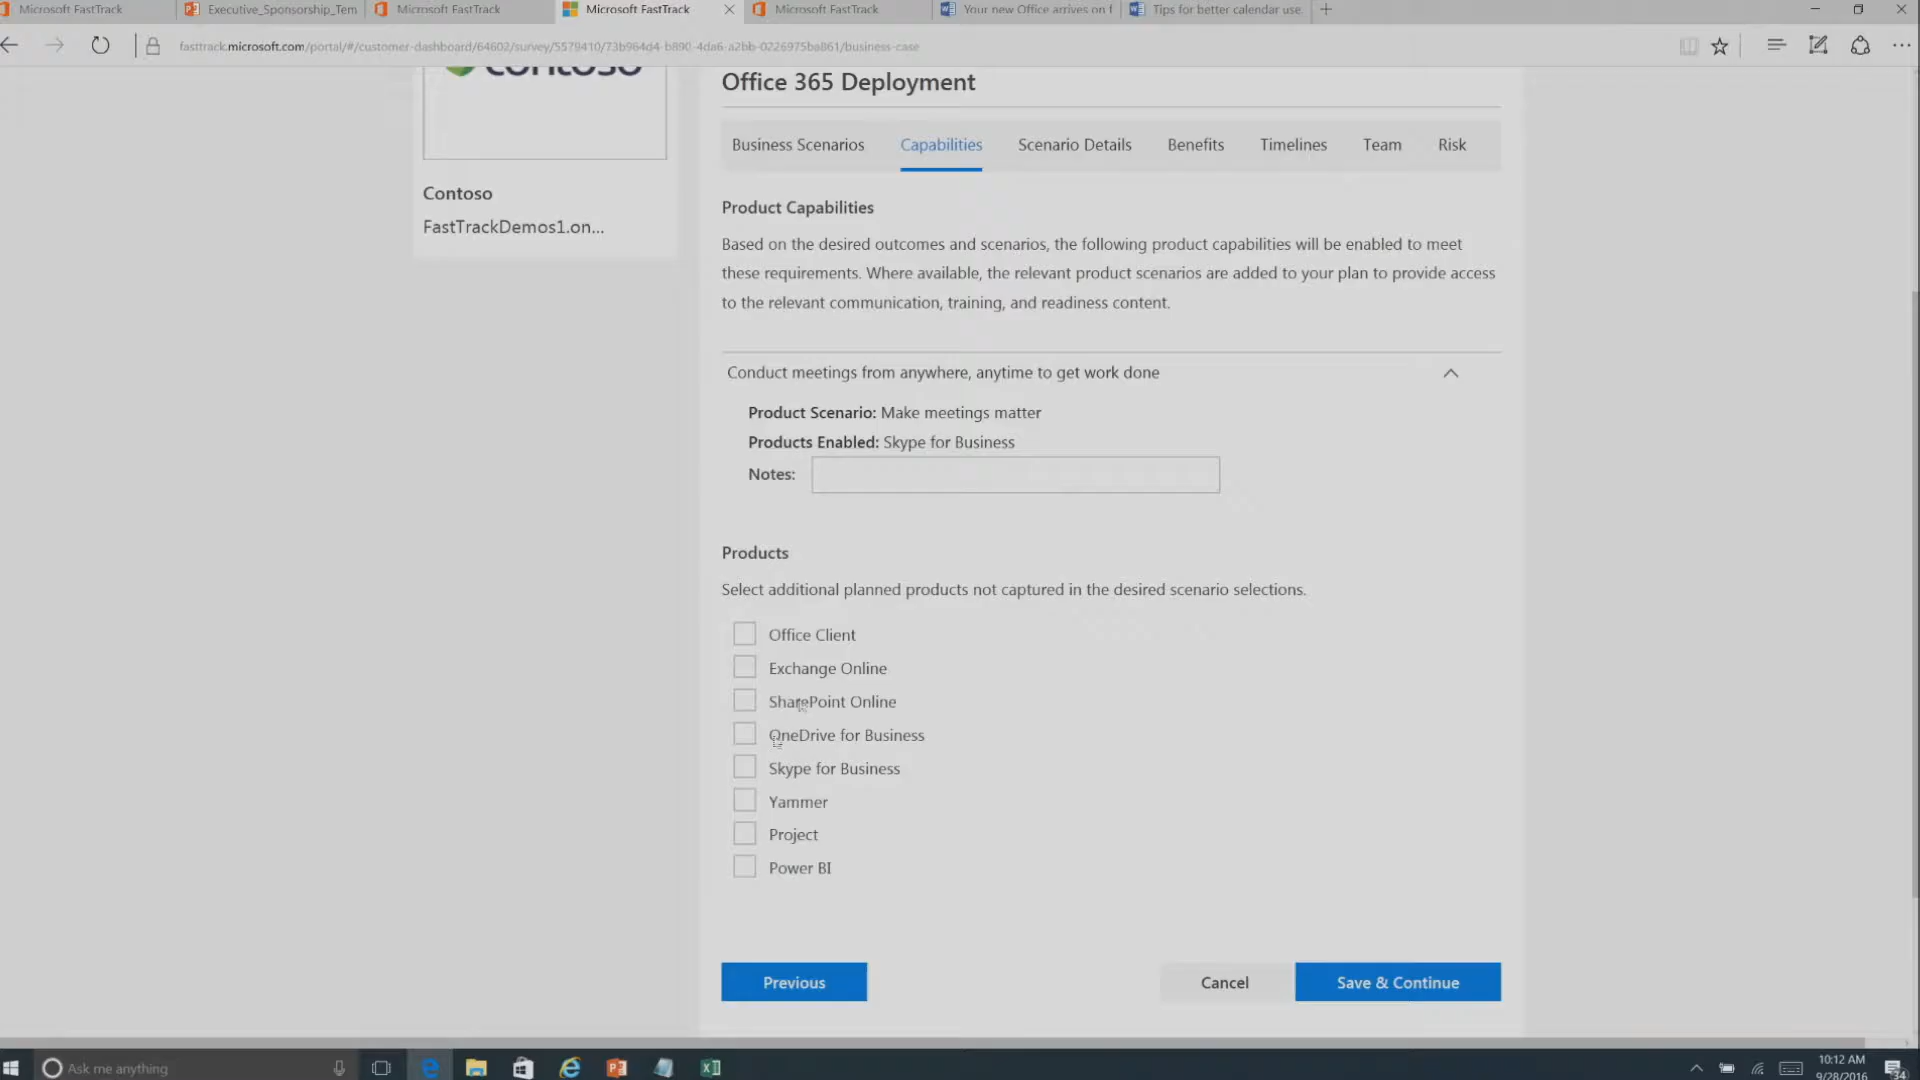 Microsoft FastTrack
Executive_Sponsorship_Tem
Microsoft FastTrack
Microsoft FastTrack
Microsoft FastTrack
Your new Office arrives on f
Tips for better calendar use.
fasttrack.microsoft.com/portal/#/customer-dashboard/64602/survey/5579410/73b964d4-b890-4da6-a2bb-0226975ba861/business-case
Contoso
Office 365 Deployment
Business Scenarios
Capabilities
Scenario Details
Benefits
Timelines
Team
Risk
Contoso
FastTrackDemos1.on...
Product Capabilities
Based on the desired outcomes and scenarios, the following product capabilities will be enabled to meet
these requirements. Where available, the relevant product scenarios are added to your plan to provide access
to the relevant communication, training, and readiness content.
Conduct meetings from anywhere, anytime to get work done
Product Scenario: Make meetings matter
Products Enabled: Skype for Business
Notes:
Products
Select additional planned products not captured in the desired scenario selections.
Office Client
Exchange Online
SharePoint Online
OneDrive for Business
Skype for Business
Yammer
Project
Power BI
Previous
Cancel
Save & Continue
Ask me anything
10:12 AM
9/28/2016
34